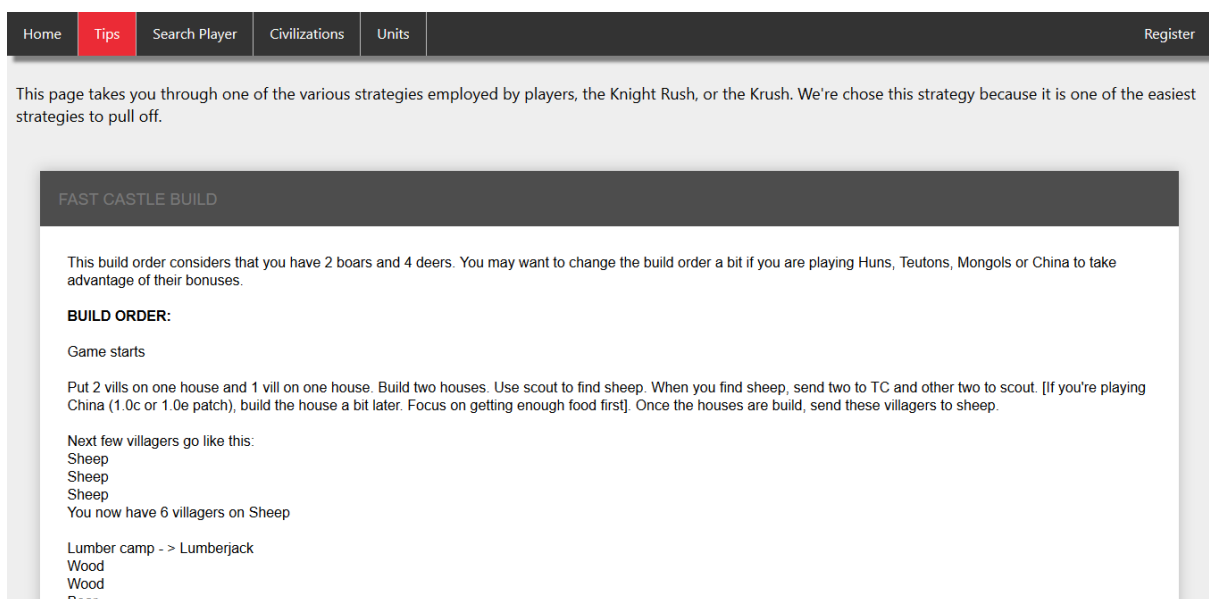 Home Tips Search Player Civilizations Units Register
This page takes you through one of the various strategies employed by players, the Knight Rush, or the Krush. We're chose this strategy because it is one of the easiest
strategies to pull off.
FAST CASTLE BUILD
This build order considers that you have 2 boars and 4 deers. You may want to change the build order a bit if you are playing Huns, Teutons, Mongols or China to take
advantage of their bonuses.
BUILD ORDER:
Game starts
Put 2 vills on one house and 1 vill on one house. Build two houses. Use scout to find sheep. When you find sheep, send two to TC and other two to scout. [If you're playing
China (1.0c or 1.0e patch), build the house a bit later. Focus on getting enough food first]. Once the houses are build, send these villagers to sheep.
Next few villagers go like this:
Sheep
Sheep
Sheep
You now have 6 villagers on Sheep
Lumber camp - > Lumberjack
Wood
Wood